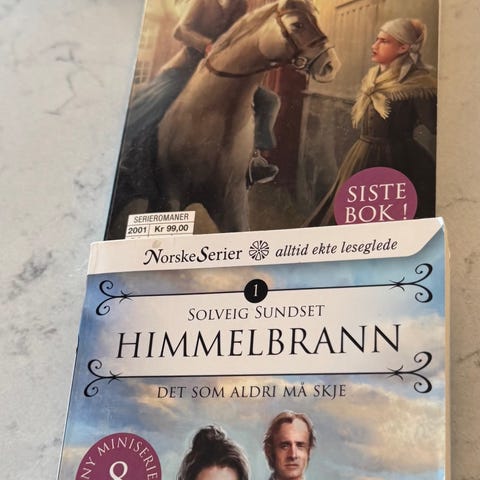 SISTE
BOK!
SERIEROMANER
2001 Kr 99,00
NorskeSerier alltid ekte leseglede
1
SOLVEIG SUNDSET
HIMMELBRANN
DET SOM ALDRI MÅ SKJE
NY MINISERIE
8